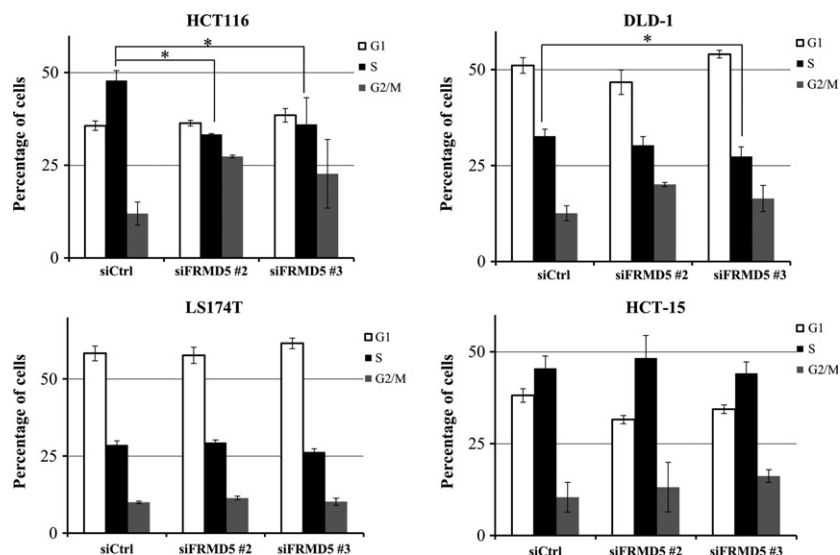 HCT116
*
*
G1
S
G2/M
Percentage of cells
50
25
0
siCtrl
siFRMD5 #2
siFRMD5 #3
DLD-1
*
G1
S
G2/M
Percentage of cells
50
25
0
siCtrl
siFRMD5 #2
siFRMD5 #3
LS174T
G1
S
G2/M
Percentage of cells
50
25
0
siCtrl
siFRMD5 #2
siFRMD5 #3
HCT-15
G1
S
G2/M
Percentage of cells
50
25
0
siCtrl
siFRMD5 #2
siFRMD5 #3